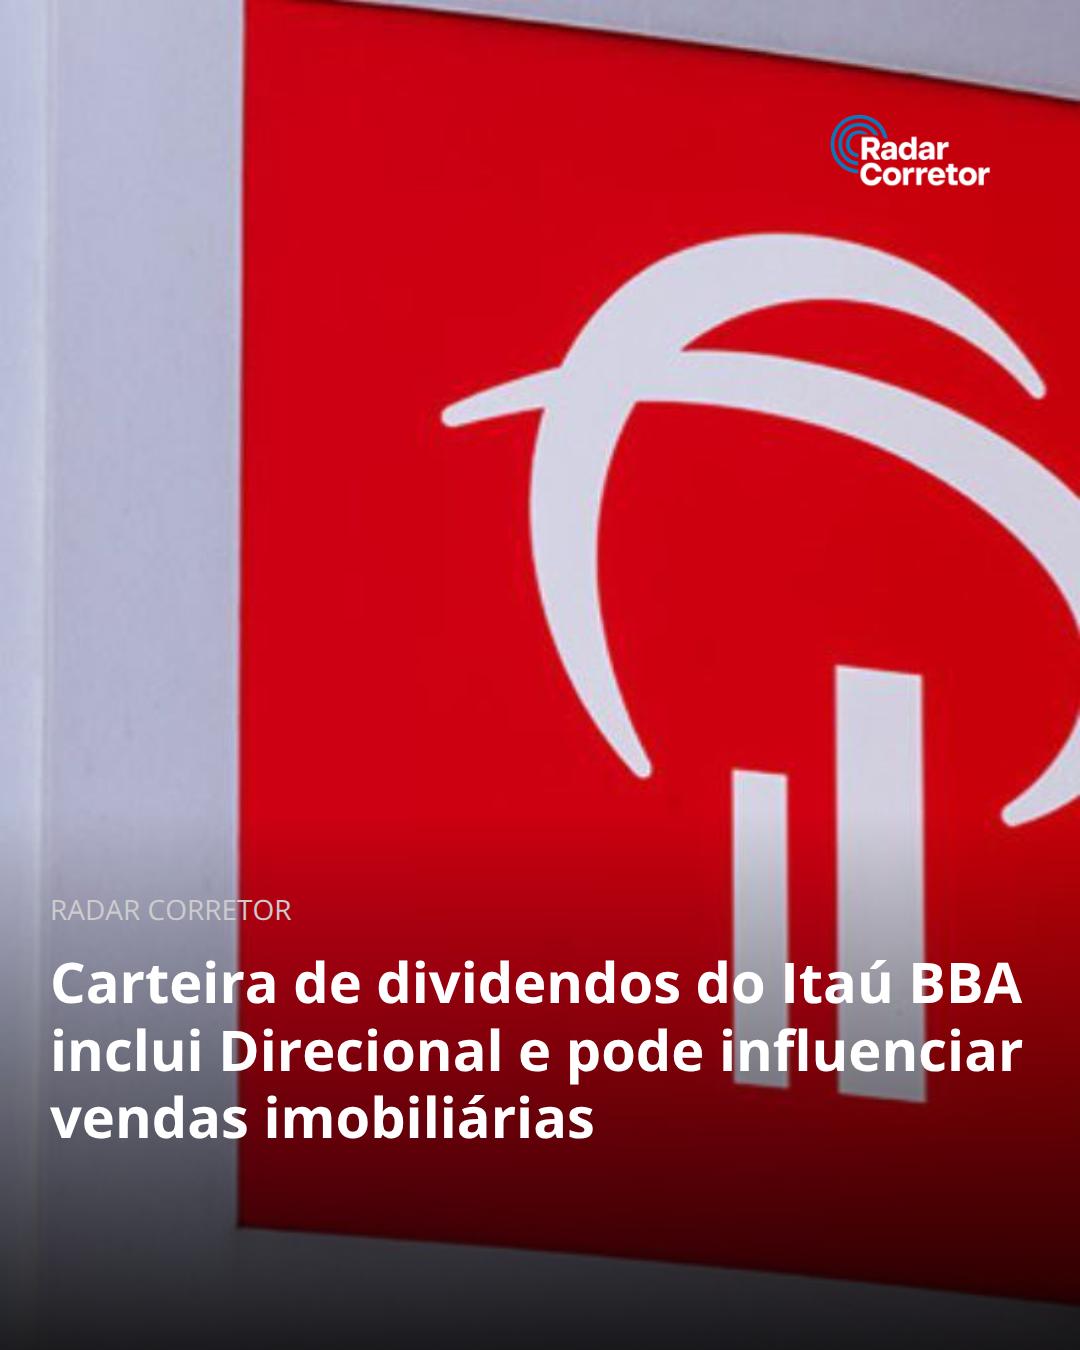 Radar
Corretor
RADAR CORRETOR
Carteira de dividendos do Itaú BBA
inclui Direcional e pode influenciar
vendas imobiliárias